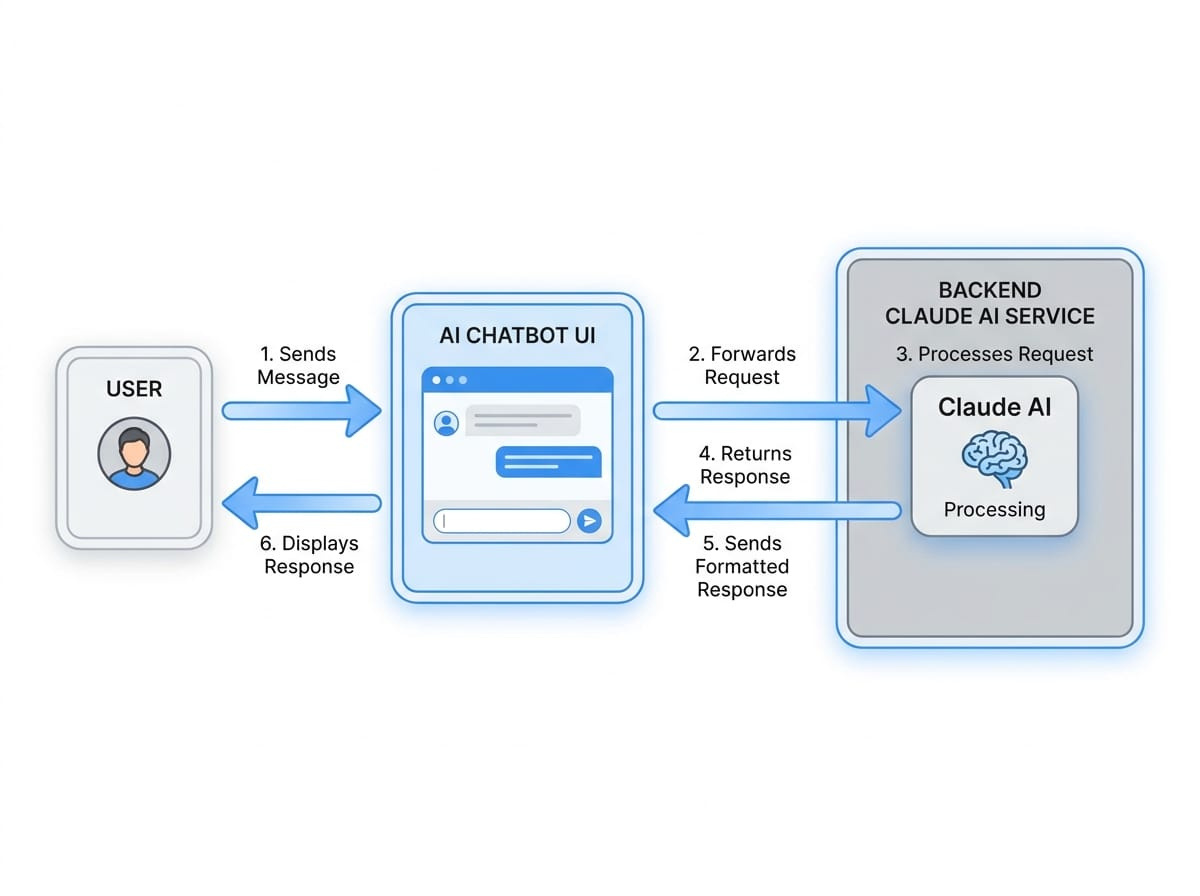 USER
1. Sends
Message
6. Displays
Response
AI CHATBOT UI
2. Forwards
Request
4. Returns
Response
5. Sends
Formatted
Response
BACKEND
CLAUDE AI SERVICE
3. Processes Request
Claude AI
Processing